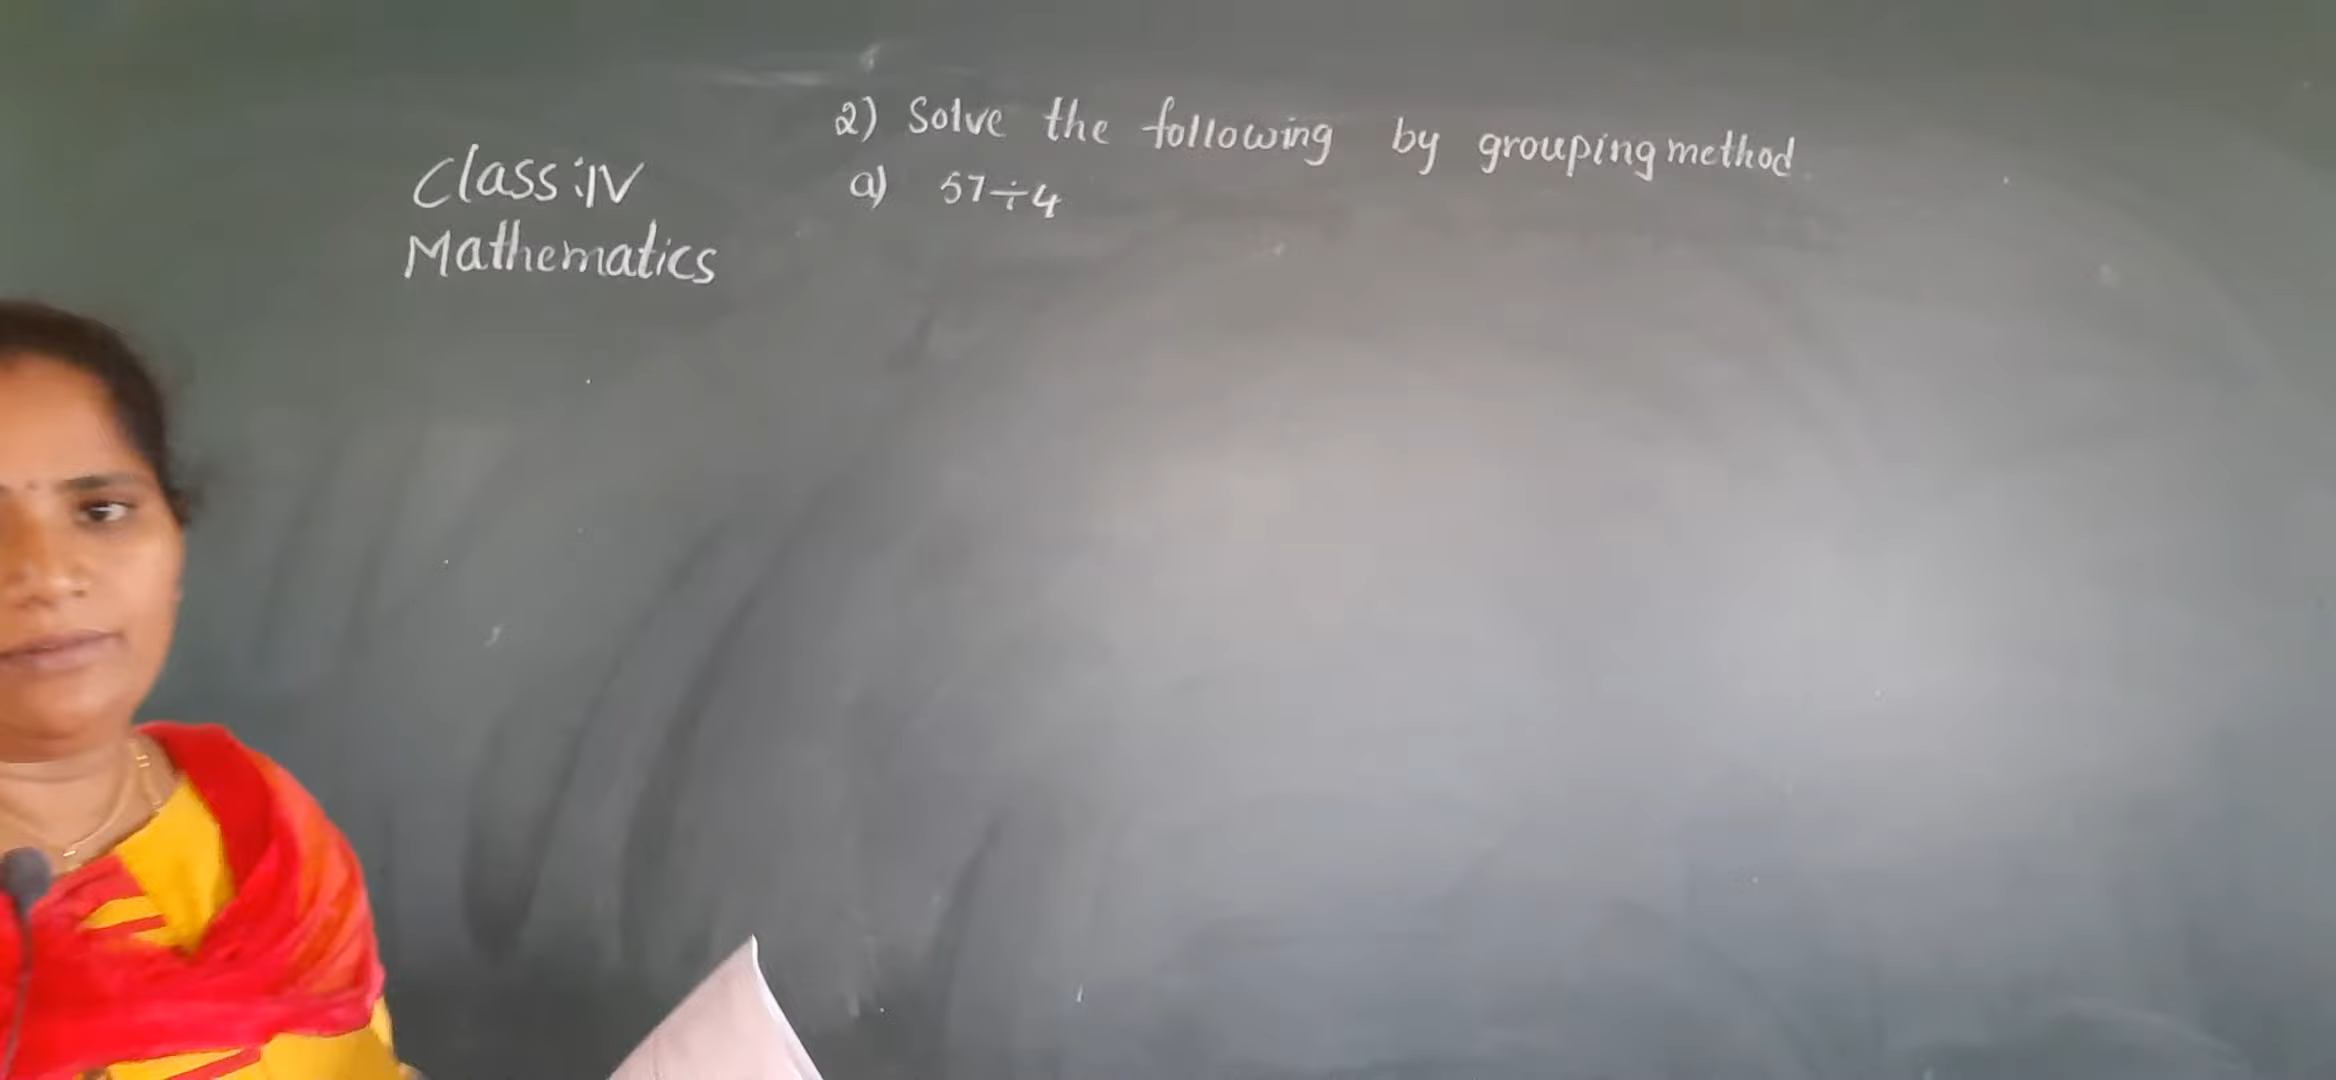 Class: IV
Mathematics
2) Solve the following by grouping method.
a) 57÷4